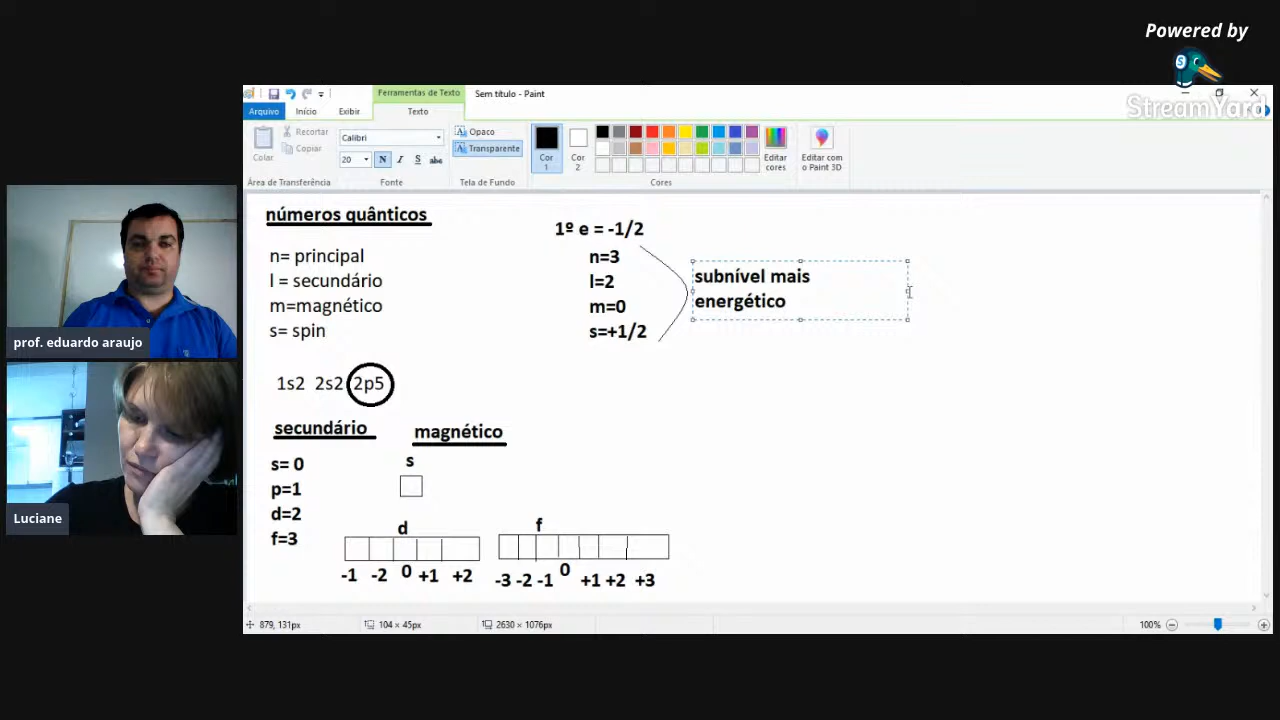 Powered by
StreamYard
Ferramentas de Texto
Sem título - Paint
Arquivo Início Exibir Texto
Colar
Recortar
Copiar
Área de Transferência
Calibri
20 N I S abc
Fonte
Opaco
Transparente
Tela de Fundo
Cor 1
Cor 2
Editar cores
Editar com o Paint 3D
Cores
números quânticos
n= principal
l = secundário
m=magnético
s= spin
1º e = -1/2
n=3
l=2
m=0
s=+1/2
subnível mais
energético
1s2 2s2 2p5
secundário
s= 0
p=1
d=2
f=3
magnético
s
d
-1 -2 0 +1 +2
f
-3 -2 -1 0 +1 +2 +3
prof. eduardo araujo
Luciane
879, 131px
104 × 45px
2630 × 1076px
100%